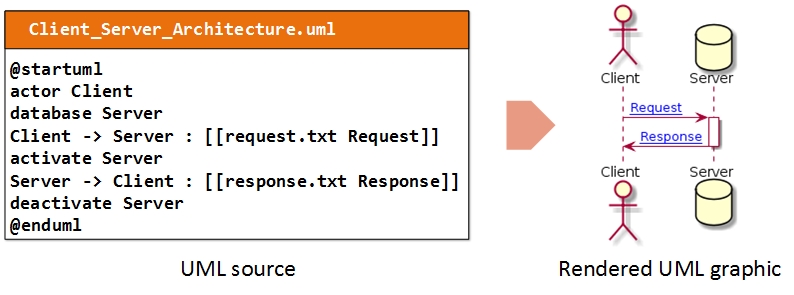 Client_Server_Architecture.uml
@startuml
actor Client
database Server
Client -> Server : [[request.txt Request]]
activate Server
Server -> Client : [[response.txt Response]]
deactivate Server
@enduml
UML source
Client Server
Request
Response
Client Server
Rendered UML graphic